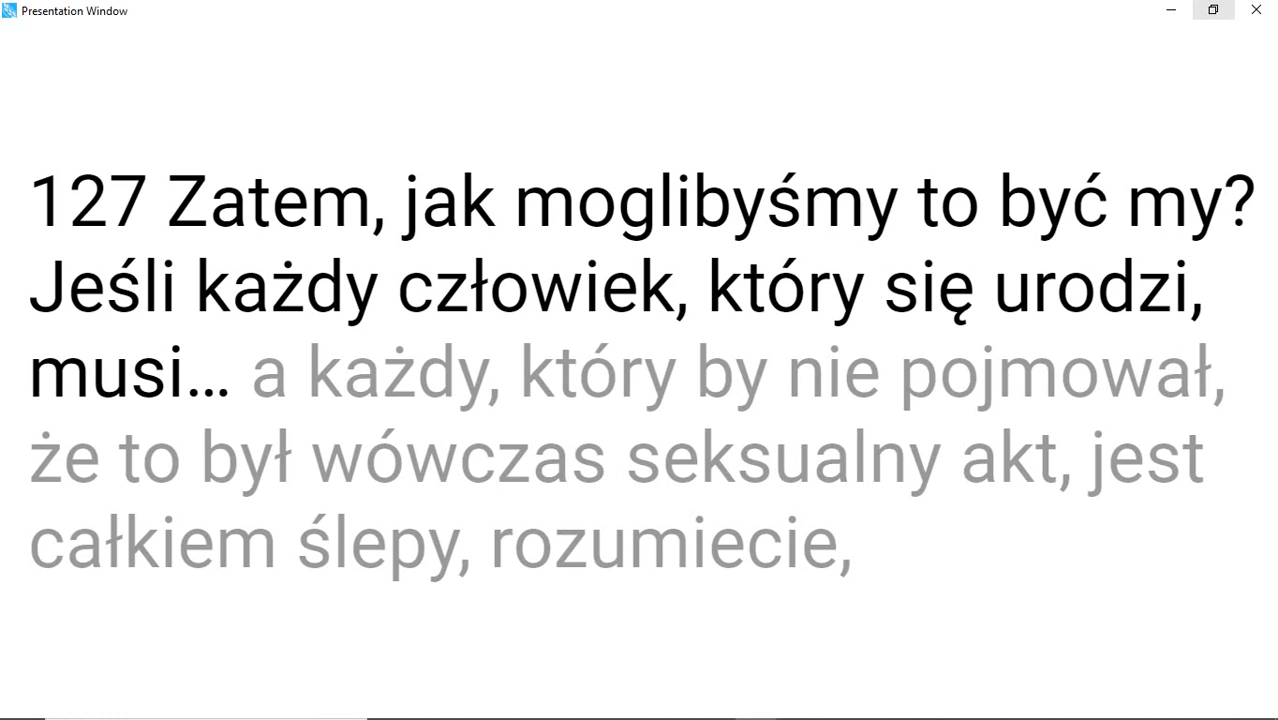 Presentation Window
127 Zatem, jak moglibyśmy to być my?
Jeśli każdy człowiek, który się urodzi,
musi… a każdy, który by nie pojmował,
że to był wówczas seksualny akt, jest
całkiem ślepy, rozumiecie,